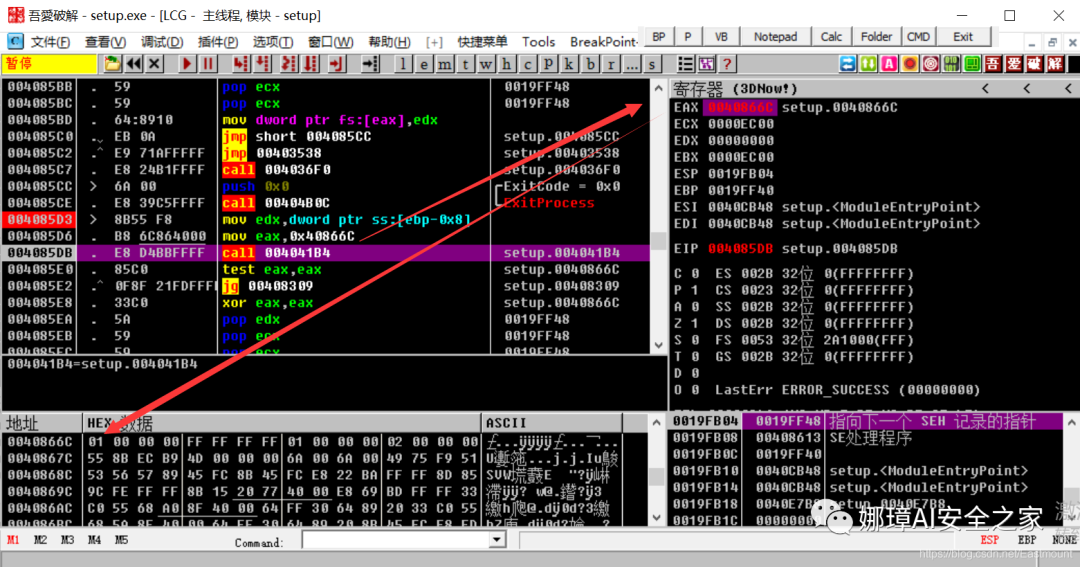 吾愛破解 - setup.exe - [LCG - 主线程, 模块 - setup]
文件(F) 查看(V) 调试(D) 插件(P) 选项(T) 窗口(W) 帮助(H) [+] 快捷菜单 Tools BreakPoint- BP P VB Notepad Calc Folder CMD Exit
暂停 l e m t w h c p k b r ... s ? 吾 爱 破 解
004085BB . 59 pop ecx 0019FF48
004085BC . 59 pop ecx 0019FF48
004085BD . 64:8910 mov dword ptr fs:[eax],edx
004085C0 . EB 0A jmp short 004085CC setup.004085CC
004085C2 .^ E9 71AFFFFF jmp 00403538 setup.00403538
004085C7 . E8 24B1FFFF call 004036F0 setup.004036F0
004085CC > 6A 00 push 0x0 ExitCode = 0x0
004085CE . E8 39C5FFFF call 00404B0C ExitProcess
004085D3 > 8B55 F8 mov edx,dword ptr ss:[ebp-0x8]
004085D6 . B8 6C864000 mov eax,0x40866C
004085DB . E8 D4BBFFFF call 004041B4 setup.004041B4
004085E0 . 85C0 test eax,eax setup.0040866C
004085E2 .^ 0F8F 21FDFFF jg 00408309 setup.00408309
004085E8 . 33C0 xor eax,eax setup.0040866C
004085EA . 5A pop edx 0019FF48
004085EB . 59 pop ecx 0019FF48
004085EC . 59 pop ecx 0019FF48
004041B4=setup.004041B4
寄存器 (3DNow!) < < <
EAX 0040866C setup.0040866C
ECX 0000EC00
EDX 00000000
EBX 0000EC00
ESP 0019FB04
EBP 0019FF40
ESI 0040CB48 setup.<ModuleEntryPoint>
EDI 0040CB48 setup.<ModuleEntryPoint>
EIP 004085DB setup.004085DB
C 0 ES 002B 32位 0(FFFFFFFF)
P 1 CS 0023 32位 0(FFFFFFFF)
A 0 SS 002B 32位 0(FFFFFFFF)
Z 1 DS 002B 32位 0(FFFFFFFF)
S 0 FS 0053 32位 2A1000(FFF)
T 0 GS 002B 32位 0(FFFFFFFF)
D 0
O 0 LastErr ERROR_SUCCESS (00000000)
地址 HEX 数据 ASCII
0040866C 01 00 00 00 FF FF FF FF 01 00 00 00 02 00 00 00
0040867C 55 8B EC B9 4D 00 00 00 6A 00 6A 00 49 75 F9 51
0040868C 53 56 57 89 45 FC 8B 45 FC E8 22 BA FF FF 8D 85
0040869C 9C FE FF FF 8B 15 20 77 40 00 E8 69 BD FF FF 33
004086AC C0 55 68 A0 8F 40 00 64 FF 30 64 89 20 33 C0 55
004086BC
0019FB04 0019FF48 指向下一个 SEH 记录的指针
0019FB08 00408613 SE处理程序
0019FB0C 0019FF40
0019FB10 0040CB48 setup.<ModuleEntryPoint>
0019FB14 0040CB48 setup.<ModuleEntryPoint>
0019FB18 0040E7B8 setup.0040E7B8
0019FB1C
M1 M2 M3 M4 M5 Command: ESP EBP NONE
娜璋AI安全之家
https://blog.csdn.net/Eastmount